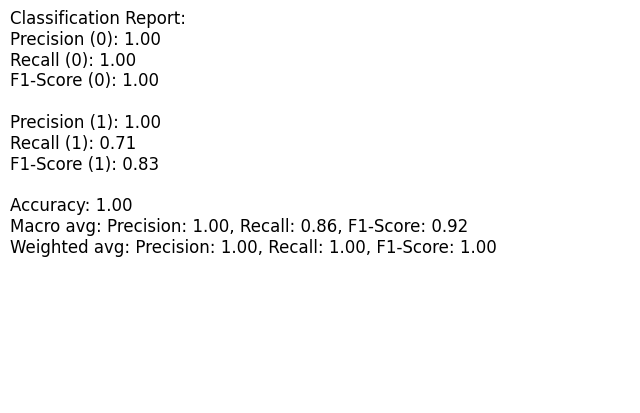 Classification Report:
Precision (0): 1.00
Recall (0): 1.00
F1-Score (0): 1.00
Precision (1): 1.00
Recall (1): 0.71
F1-Score (1): 0.83
Accuracy: 1.00
Macro avg: Precision: 1.00, Recall: 0.86, F1-Score: 0.92
Weighted avg: Precision: 1.00, Recall: 1.00, F1-Score: 1.00